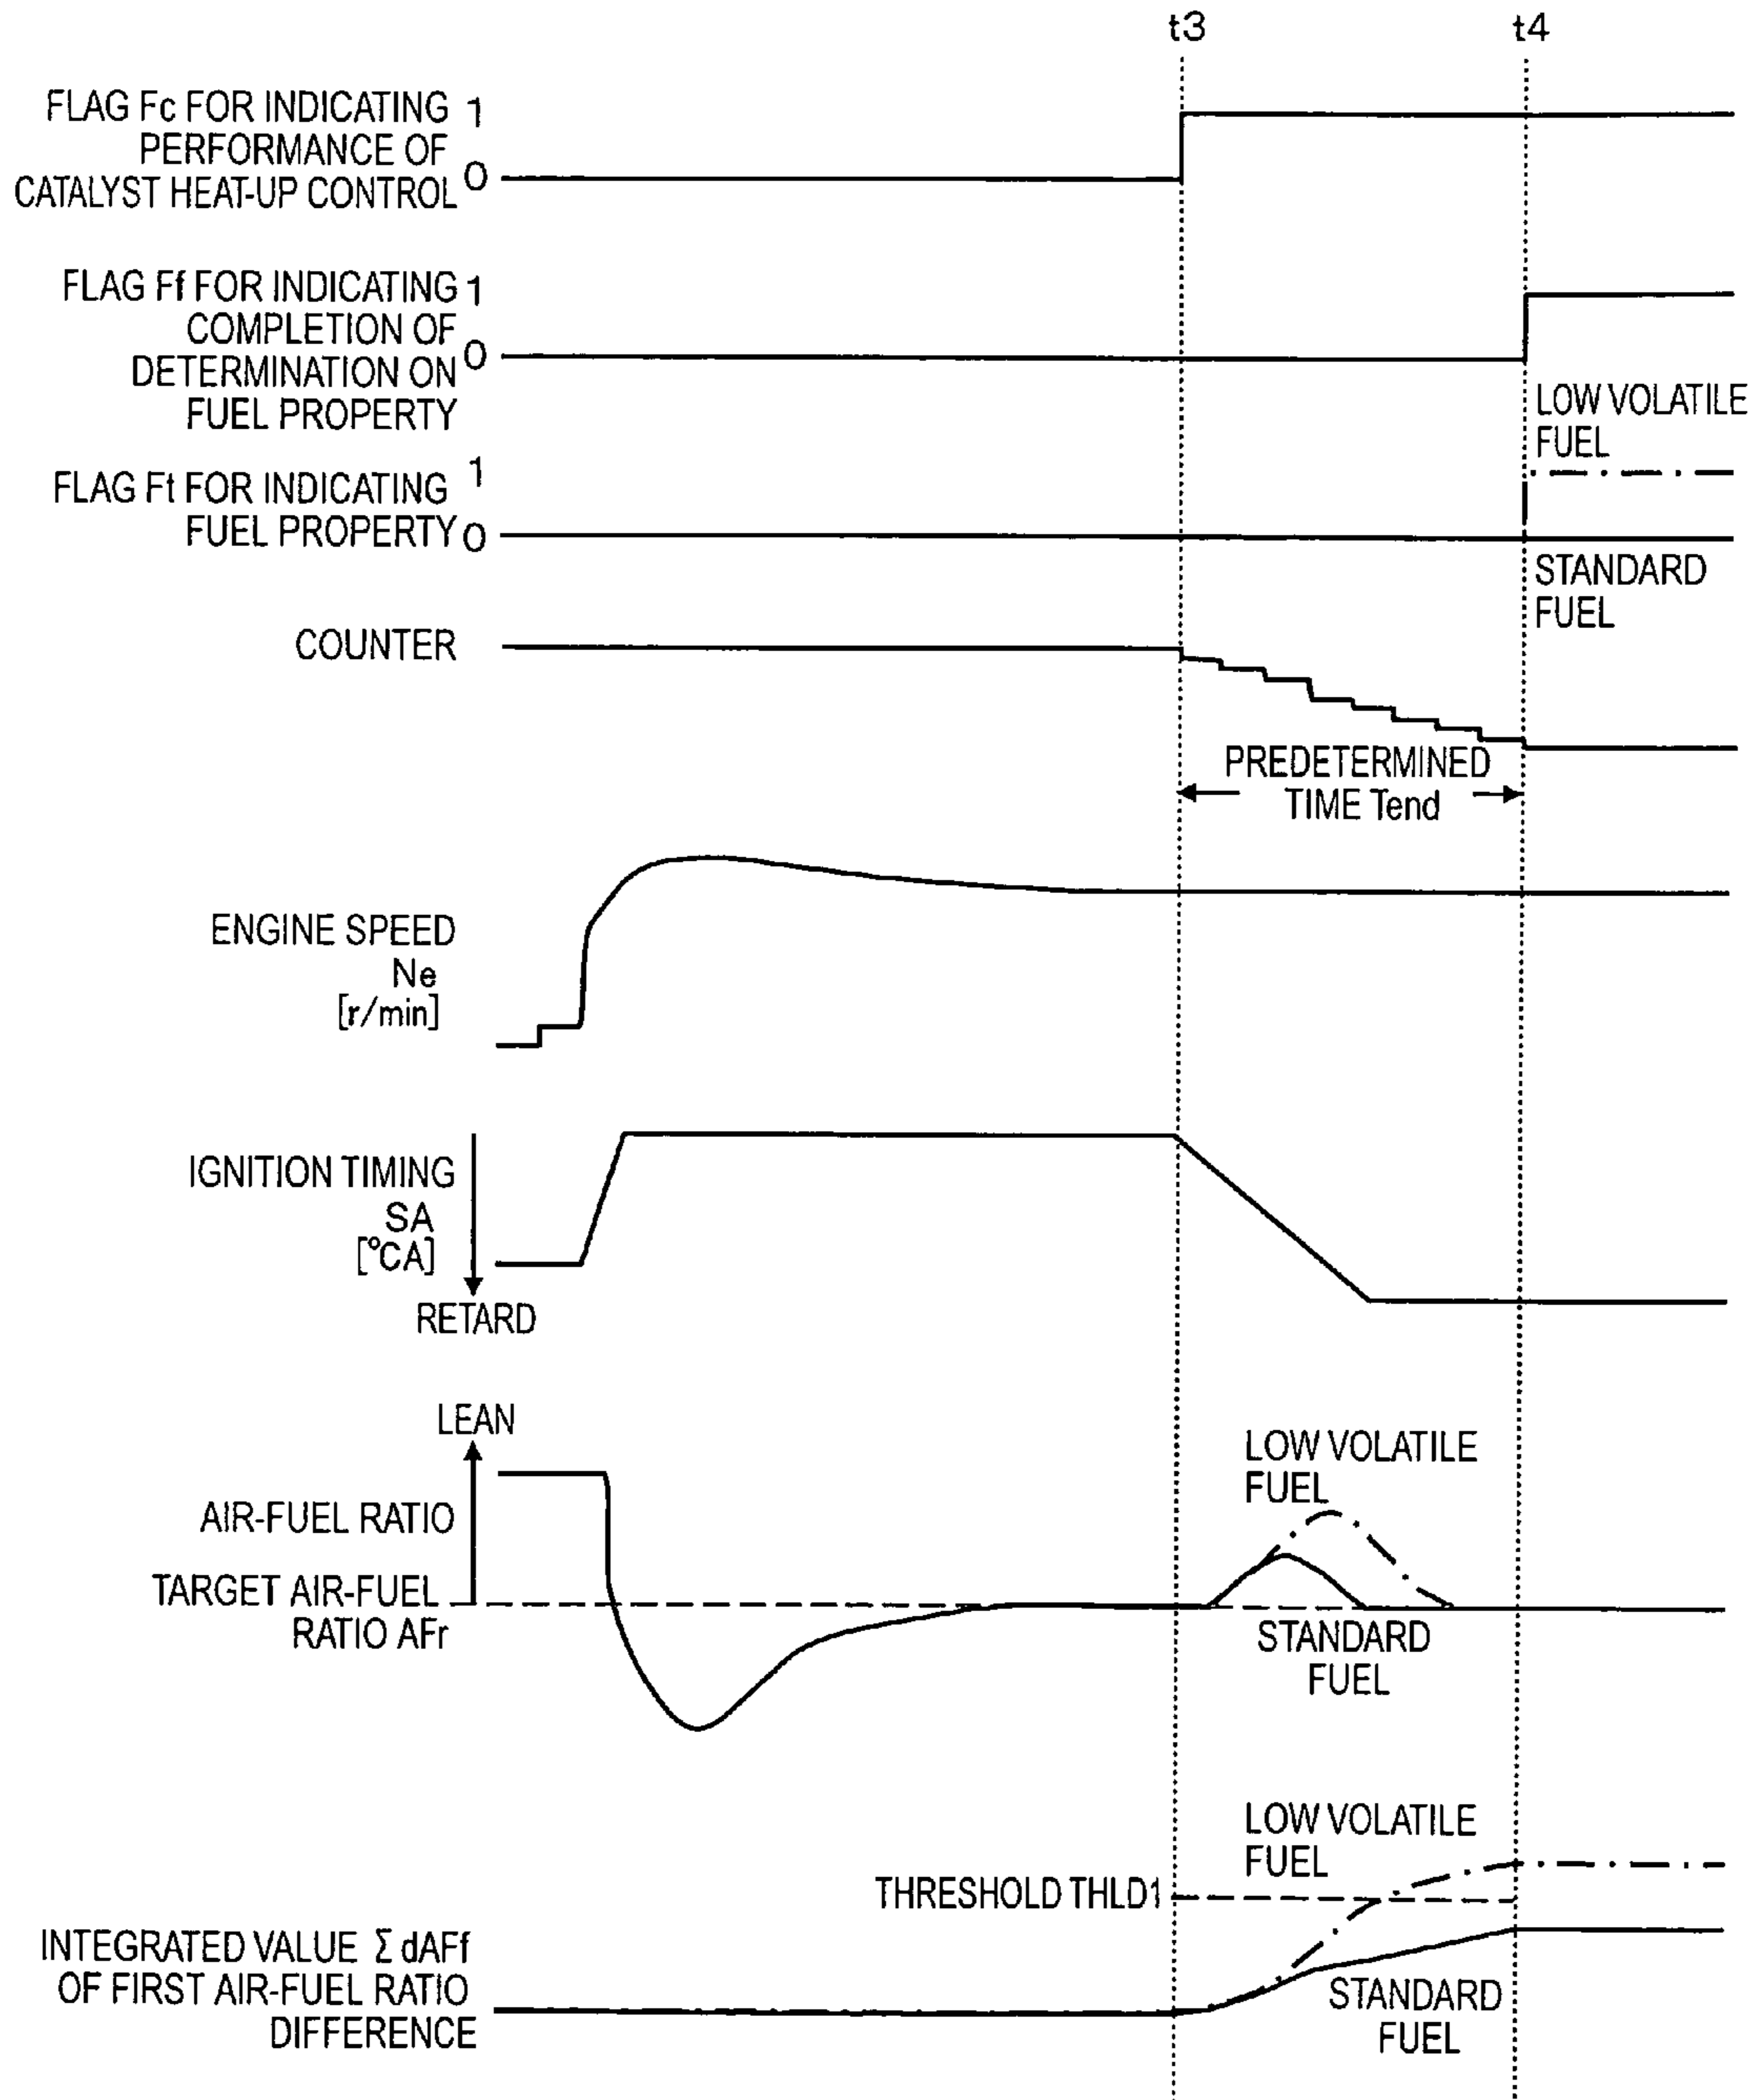 t3
t4
FLAG Fc FOR INDICATING
PERFORMANCE OF
CATALYST HEAT-UP CONTROL
1
0
FLAG Ff FOR INDICATING
COMPLETION OF
DETERMINATION ON
FUEL PROPERTY
1
0
LOW VOLATILE
FUEL
FLAG Ft FOR INDICATING
FUEL PROPERTY
1
0
STANDARD
FUEL
COUNTER
PREDETERMINED
TIME Tend
ENGINE SPEED
Ne
[r/min]
IGNITION TIMING
SA
[°CA]
RETARD
LEAN
AIR-FUEL RATIO
TARGET AIR-FUEL
RATIO AFr
LOW VOLATILE
FUEL
STANDARD
FUEL
LOW VOLATILE
FUEL
THRESHOLD THLD1
INTEGRATED VALUE Σ dAFf
OF FIRST AIR-FUEL RATIO
DIFFERENCE
STANDARD
FUEL